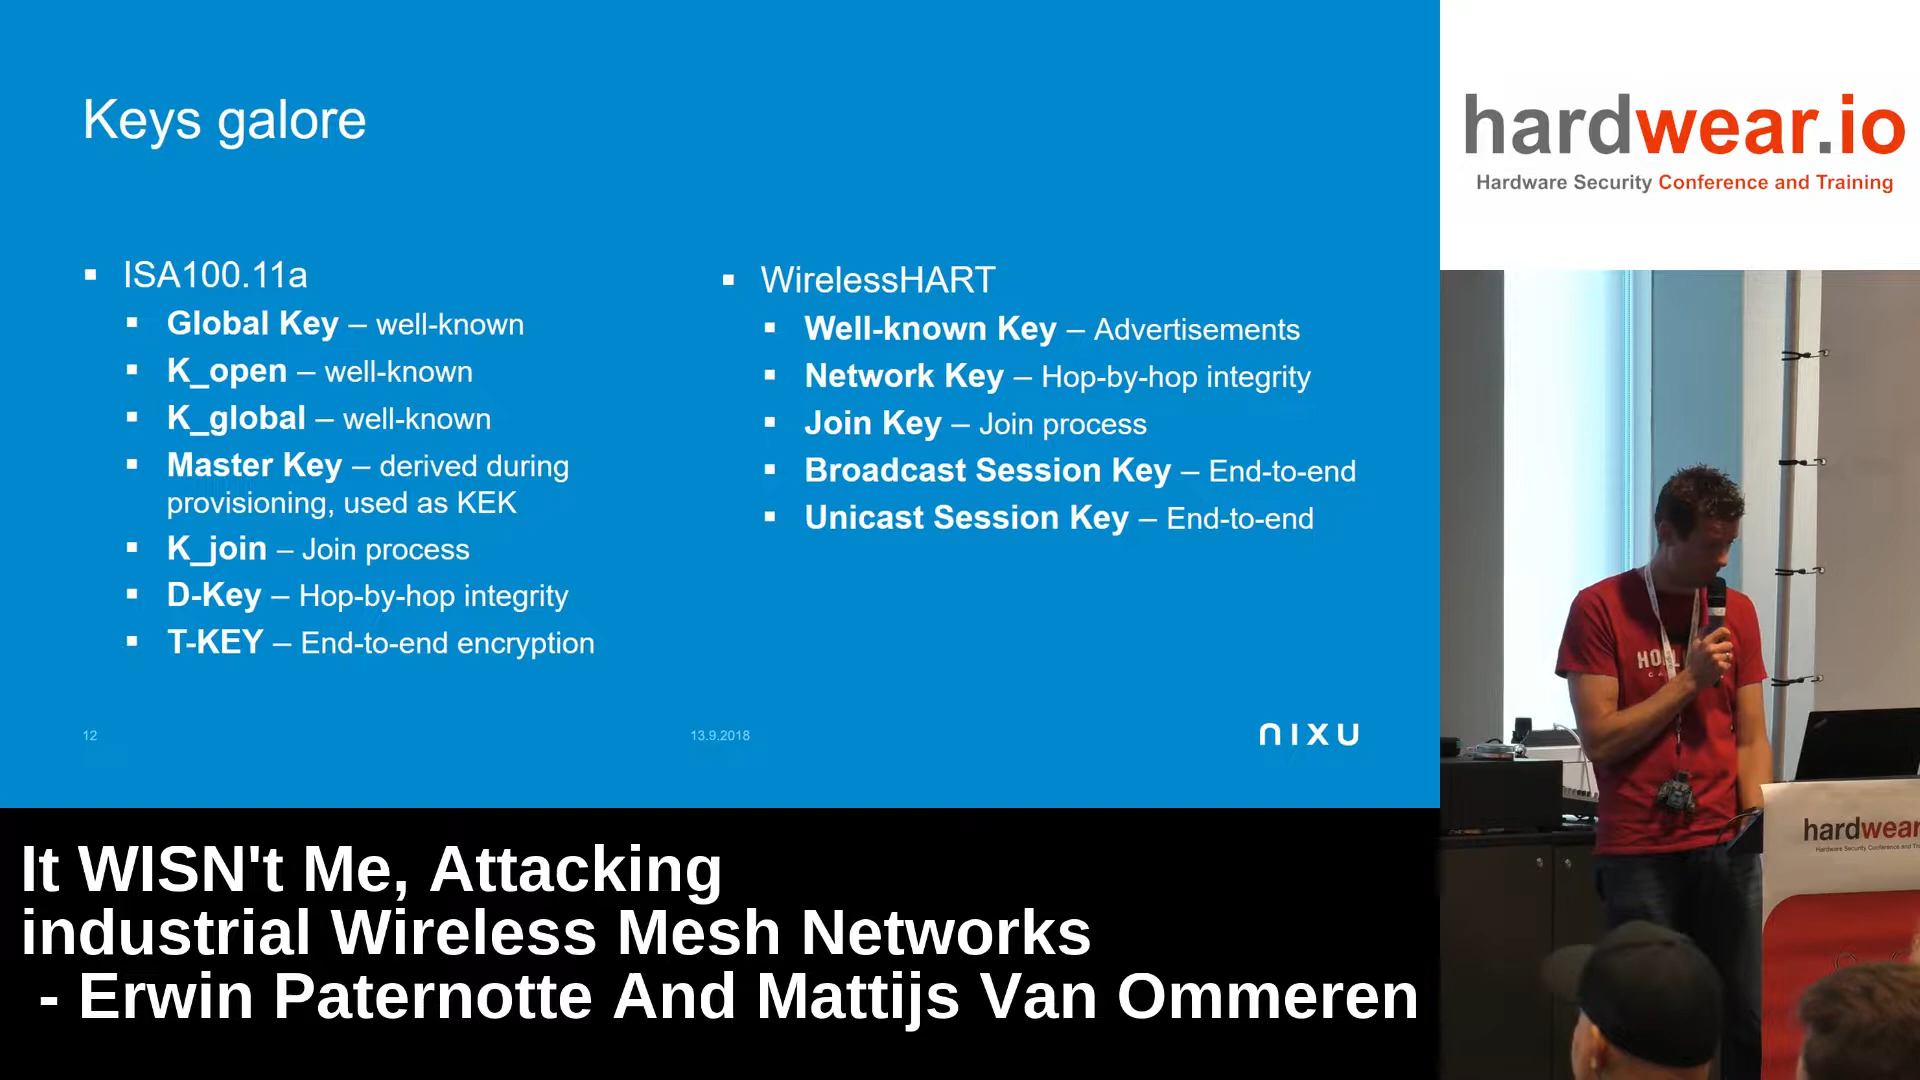 Keys galore
ISA100.11a
Global Key – well-known
K_open – well-known
K_global – well-known
Master Key – derived during
provisioning, used as KEK
K_join – Join process
D-Key – Hop-by-hop integrity
T-KEY – End-to-end encryption
WirelessHART
Well-known Key – Advertisements
Network Key – Hop-by-hop integrity
Join Key – Join process
Broadcast Session Key – End-to-end
Unicast Session Key – End-to-end
12
13.9.2018
nixu
hardwear.io
Hardware Security Conference and Training
hardwear
It WISN't Me, Attacking
industrial Wireless Mesh Networks
- Erwin Paternotte And Mattijs Van Ommeren